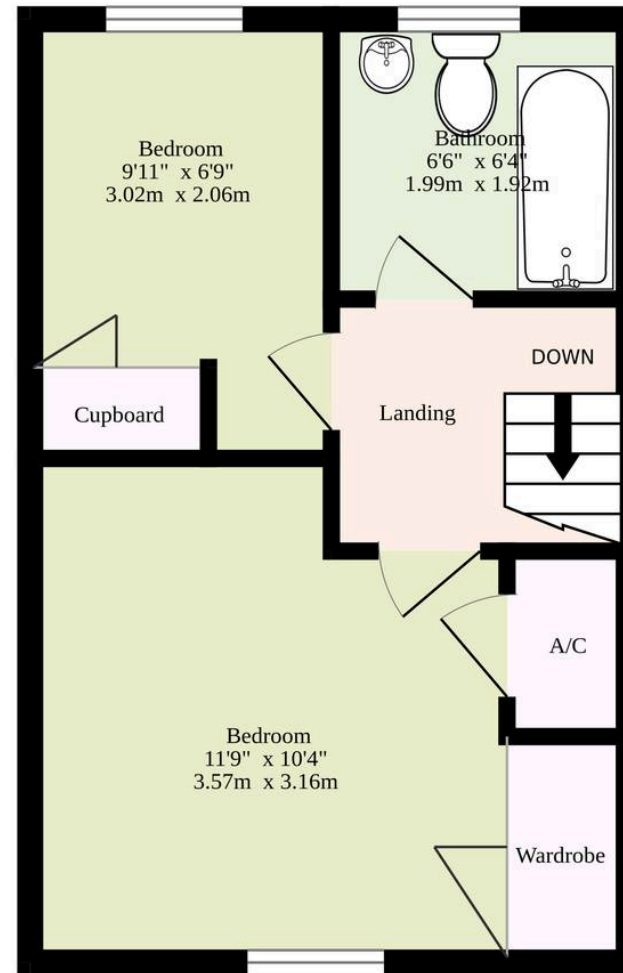 Bedroom
9'11" x 6'9"
3.02m x 2.06m
Bathroom
6'6" x 6'4"
1.99m x 1.92m
DOWN
Cupboard
Landing
A/C
Bedroom
11'9" x 10'4"
3.57m x 3.16m
Wardrobe